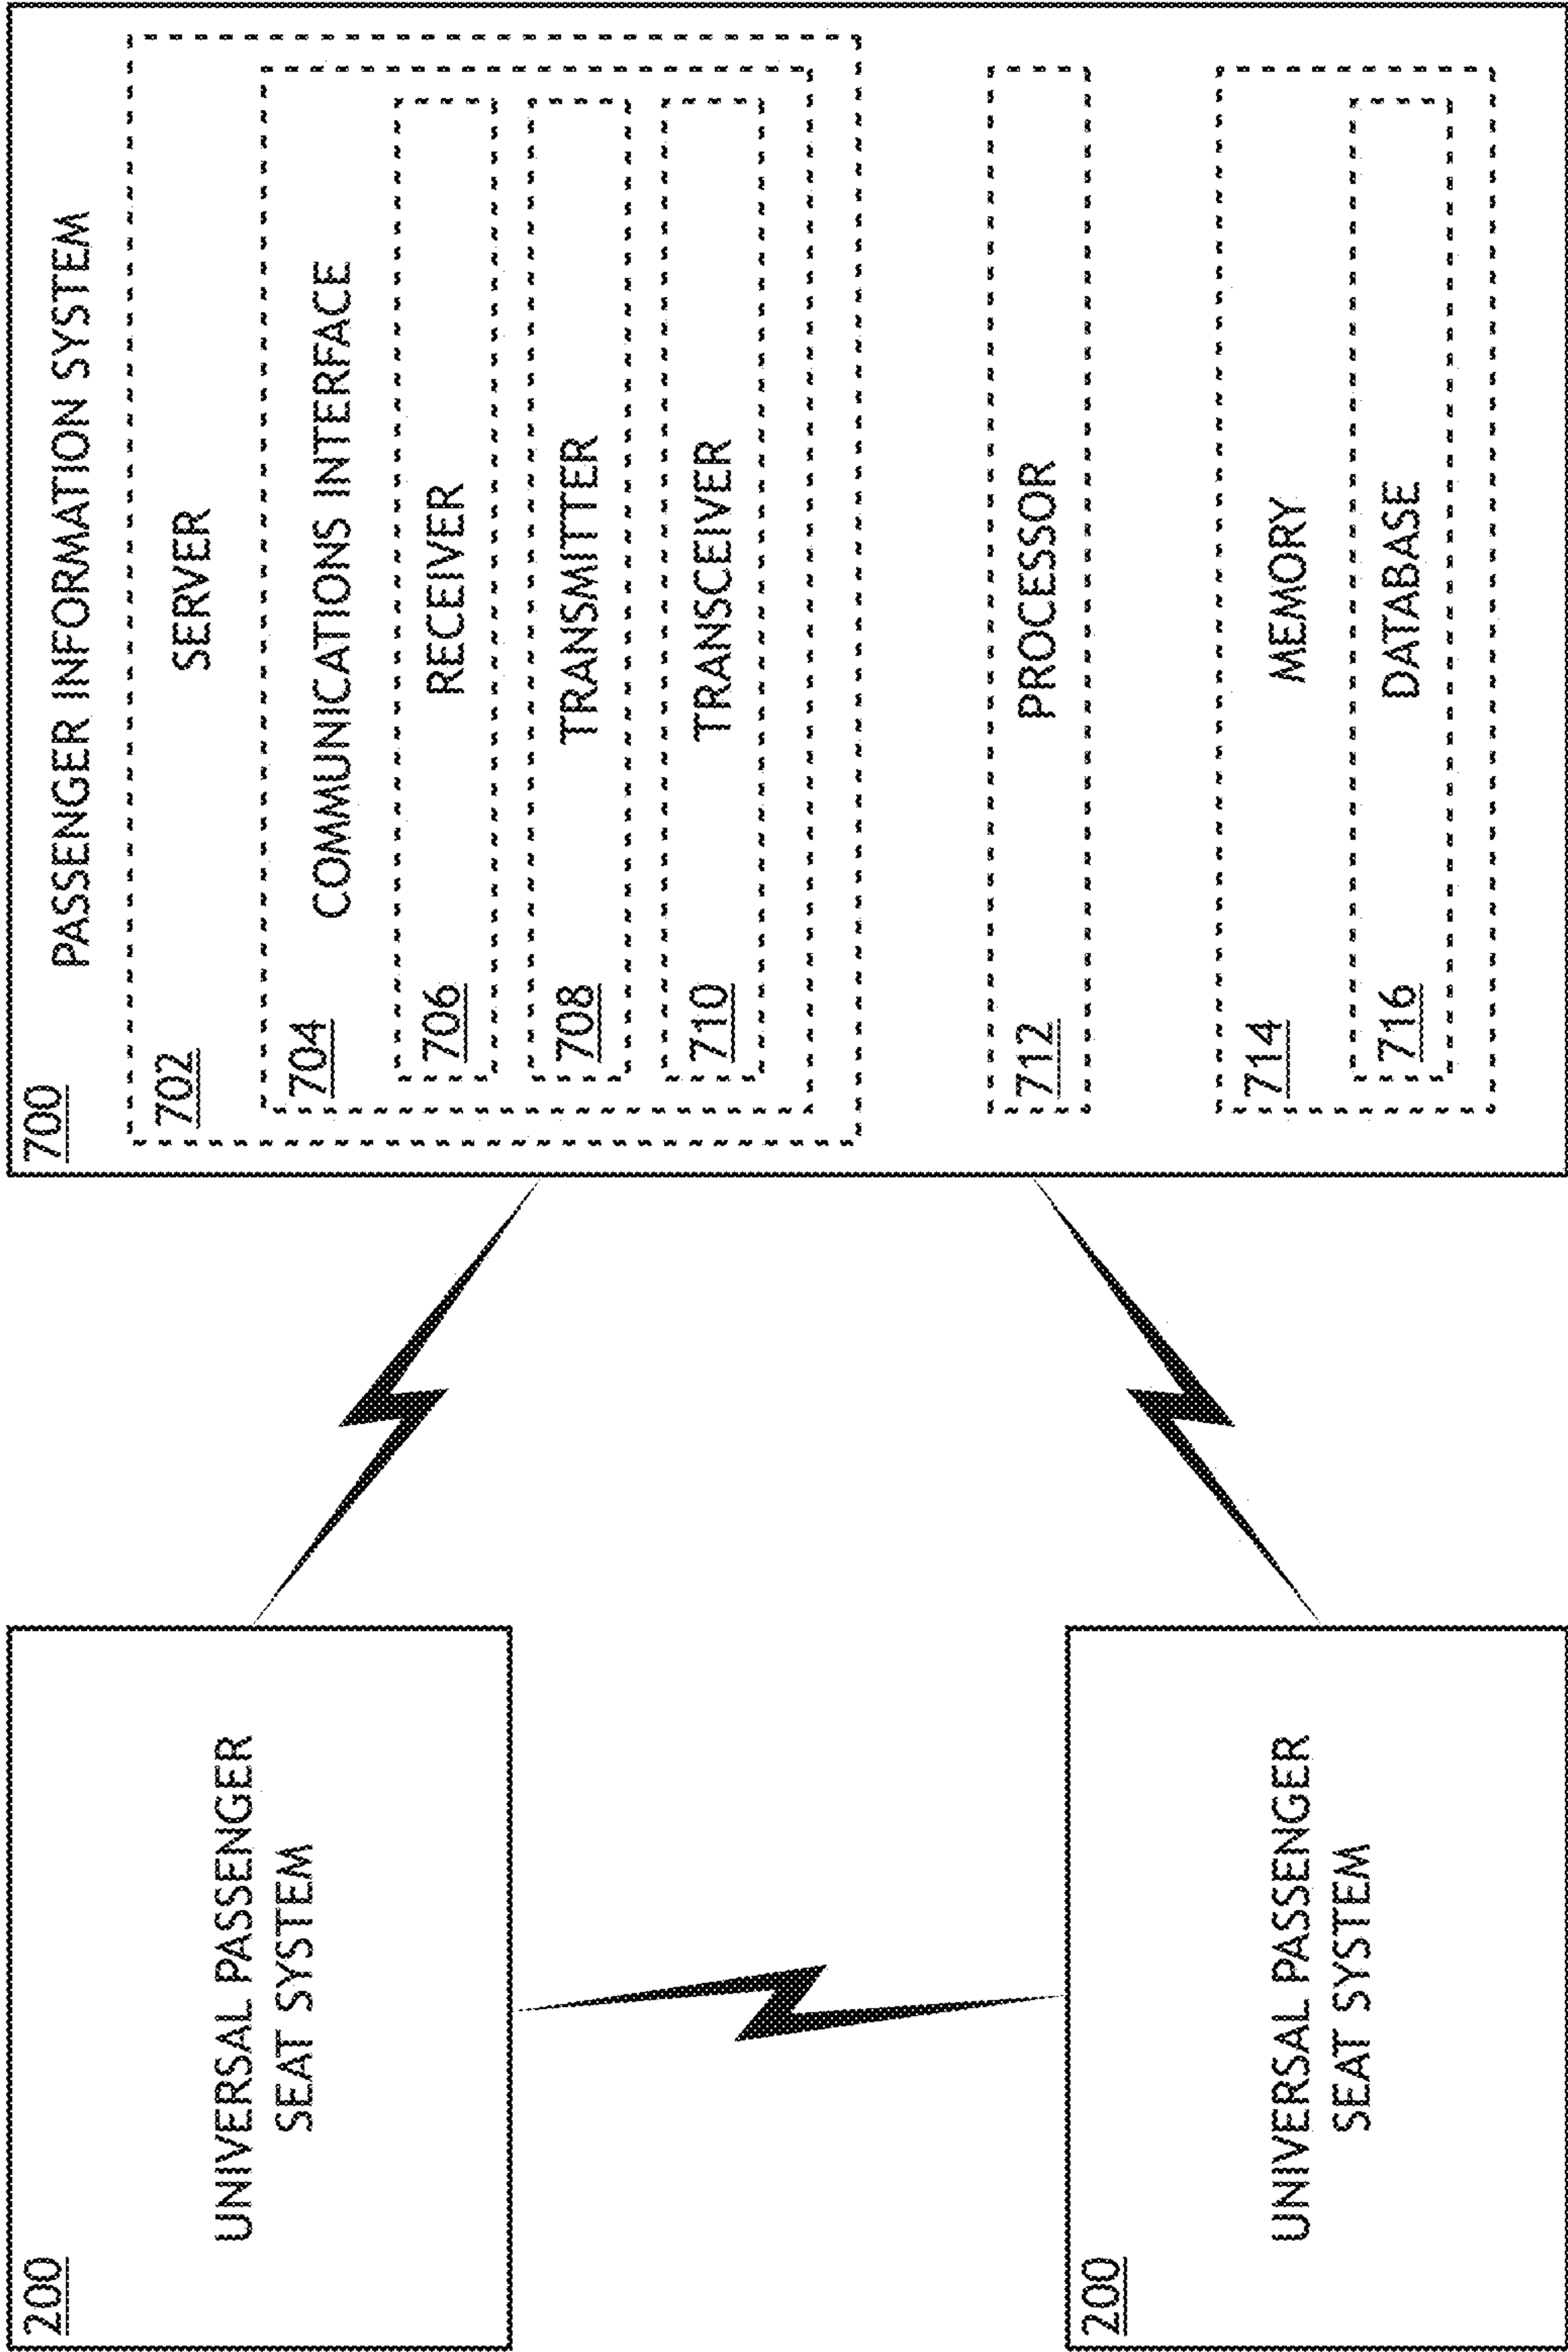 200
UNIVERSAL PASSENGER
SEAT SYSTEM
200
UNIVERSAL PASSENGER
SEAT SYSTEM
700
PASSENGER INFORMATION SYSTEM
702
SERVER
704
COMMUNICATIONS INTERFACE
706
RECEIVER
708
TRANSMITTER
710
TRANSCEIVER
712
PROCESSOR
714
MEMORY
716
DATABASE